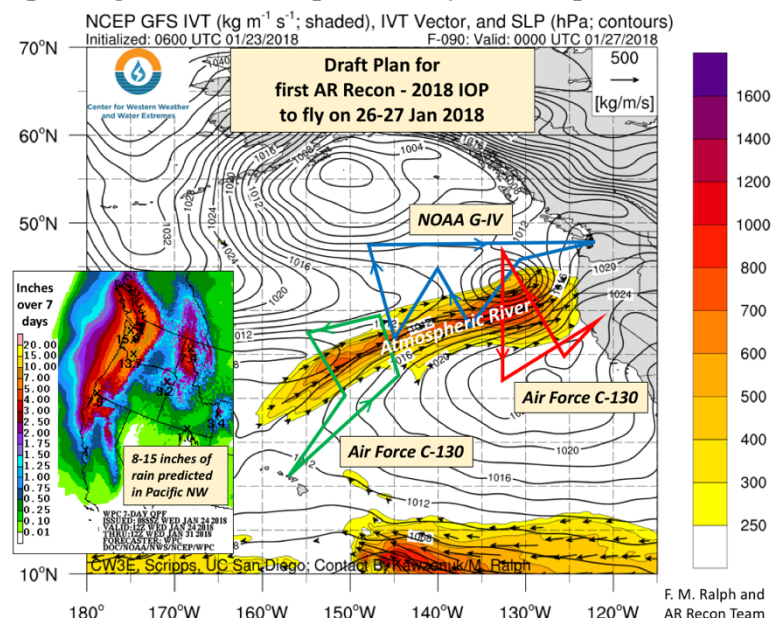 NCEP GFS IVT (kg m⁻¹ s⁻¹; shaded), IVT Vector, and SLP (hPa; contours)
Initialized: 0600 UTC 01/23/2018 F-090: Valid: 0000 UTC 01/27/2018
70°N
60°N
50°N
10°N
Center for Western Weather
and Water Extremes
Draft Plan for
first AR Recon - 2018 IOP
to fly on 26-27 Jan 2018
500
[kg/m/s]
NOAA G-IV
Atmospheric River
Air Force C-130
Air Force C-130
1040
1016
1004
1008
1028
1024
1032
1020
1012
1012
1016
1020
1024
1012
1016
1020
1020
1016
1012
1012
1008
Inches
over 7
days
20.00
15.00
10.00
7.00
5.00
4.00
3.00
2.50
2.00
1.75
1.50
1.25
1.00
0.75
0.50
0.25
0.10
0.01
8-15 inches of
rain predicted
in Pacific NW
WPC 7-DAY QPF
ISSUED: 0855Z WED JAN 24 2018
VALID: 12Z WED JAN 24 2018
THRU: 12Z WED JAN 31 2018
FORECASTER: WPC
DOC/NOAA/NWS/NCEP/WPC
CW3E, Scripps, UC San Diego; Contact B. Kawzenuk/M. Ralph
180° 170°W 160°W 150°W 140°W 130°W 120°W
1600
1400
1200
1000
800
700
600
500
400
300
250
F. M. Ralph and
AR Recon Team